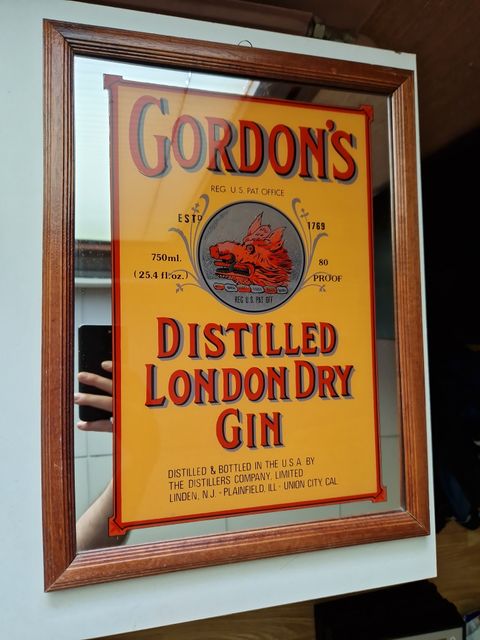 GORDON'S
REG. U.S. PAT. OFFICE
ESTD 1769
750ml. 80
(25.4 fl.oz.) PROOF
REG U.S. PAT OFF
DISTILLED
LONDON DRY
GIN
DISTILLED & BOTTLED IN THE U.S.A. BY
THE DISTILLERS COMPANY, LIMITED
LINDEN, N.J. - PLAINFIELD, ILL - UNION CITY, CAL